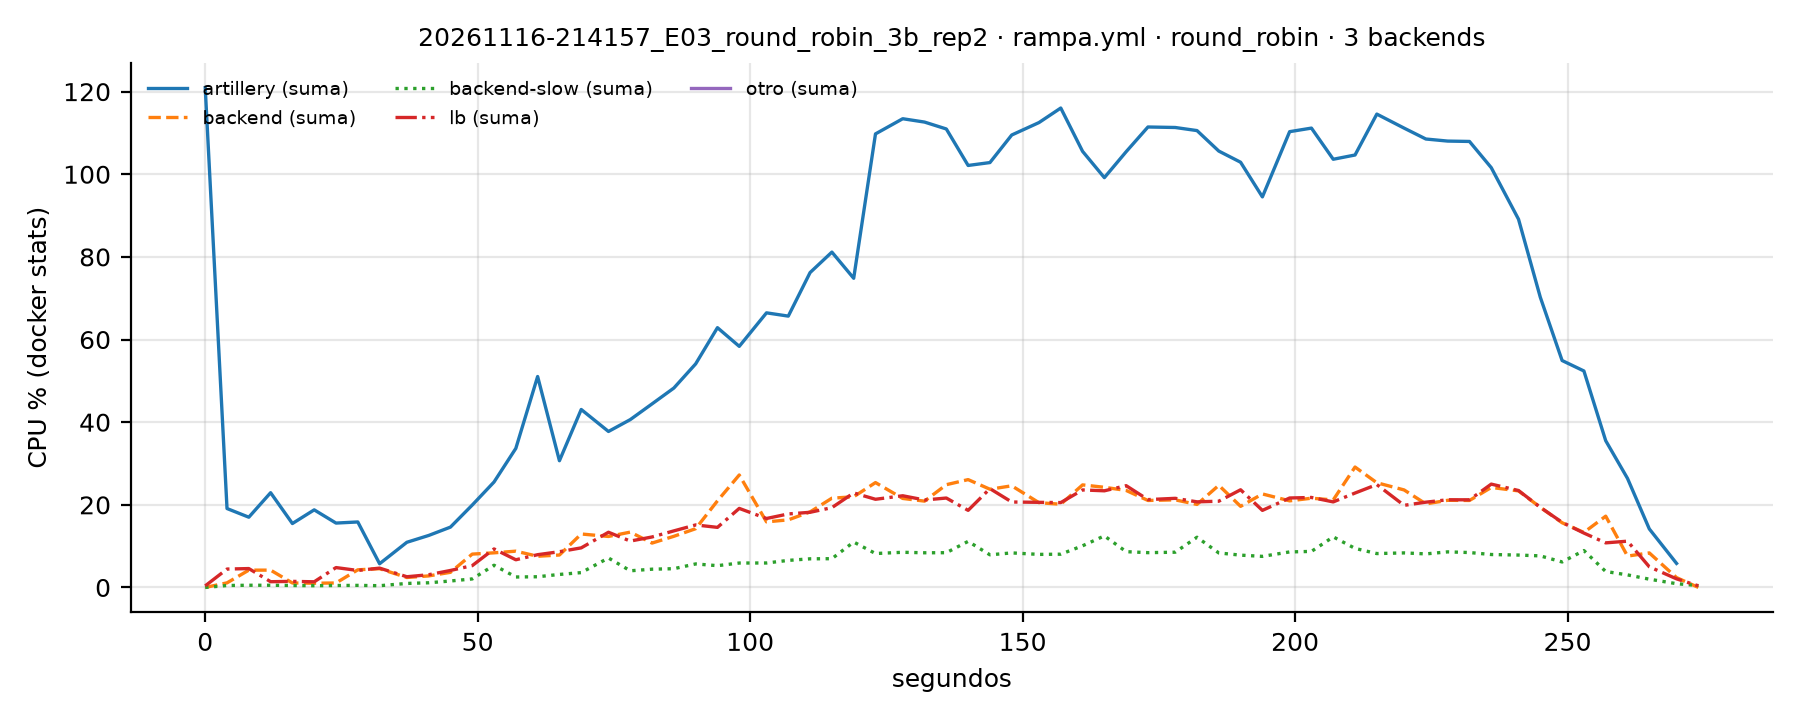 20261116-214157_E03_round_robin_3b_rep2 · rampa.yml · round_robin · 3 backends
artillery (suma)
backend (suma)
backend-slow (suma)
lb (suma)
otro (suma)
CPU % (docker stats)
120
100
80
60
40
20
0
0
50
100
150
200
250
segundos